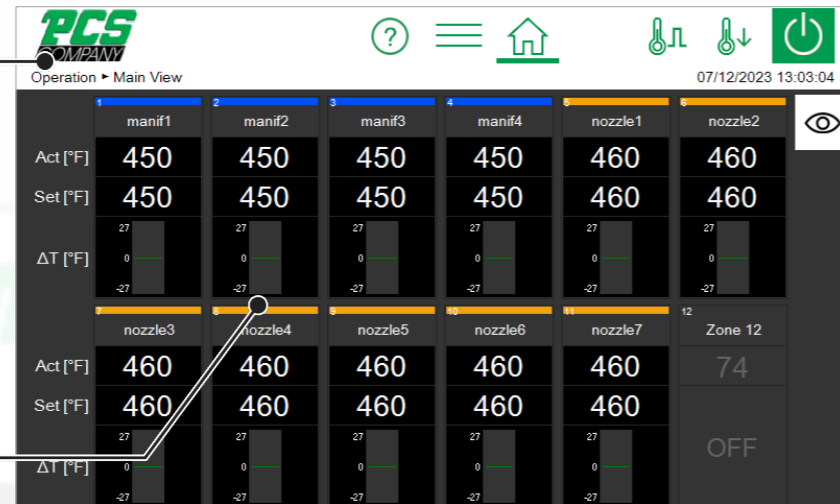 PCS
COMPANY
?
Operation ► Main View 07/12/2023 13:03:04
1 2 3 4 5 6
manif1 manif2 manif3 manif4 nozzle1 nozzle2
Act [°F] 450 450 450 450 460 460
Set [°F] 450 450 450 450 460 460
27 27 27 27 27 27
ΔT [°F] 0 0 0 0 0 0
-27 -27 -27 -27 -27 -27
7 8 9 10 11 12
nozzle3 nozzle4 nozzle5 nozzle6 nozzle7 Zone 12
Act [°F] 460 460 460 460 460 74
Set [°F] 460 460 460 460 460
27 27 27 27 27 OFF
ΔT [°F] 0 0 0 0 0
-27 -27 -27 -27 -27